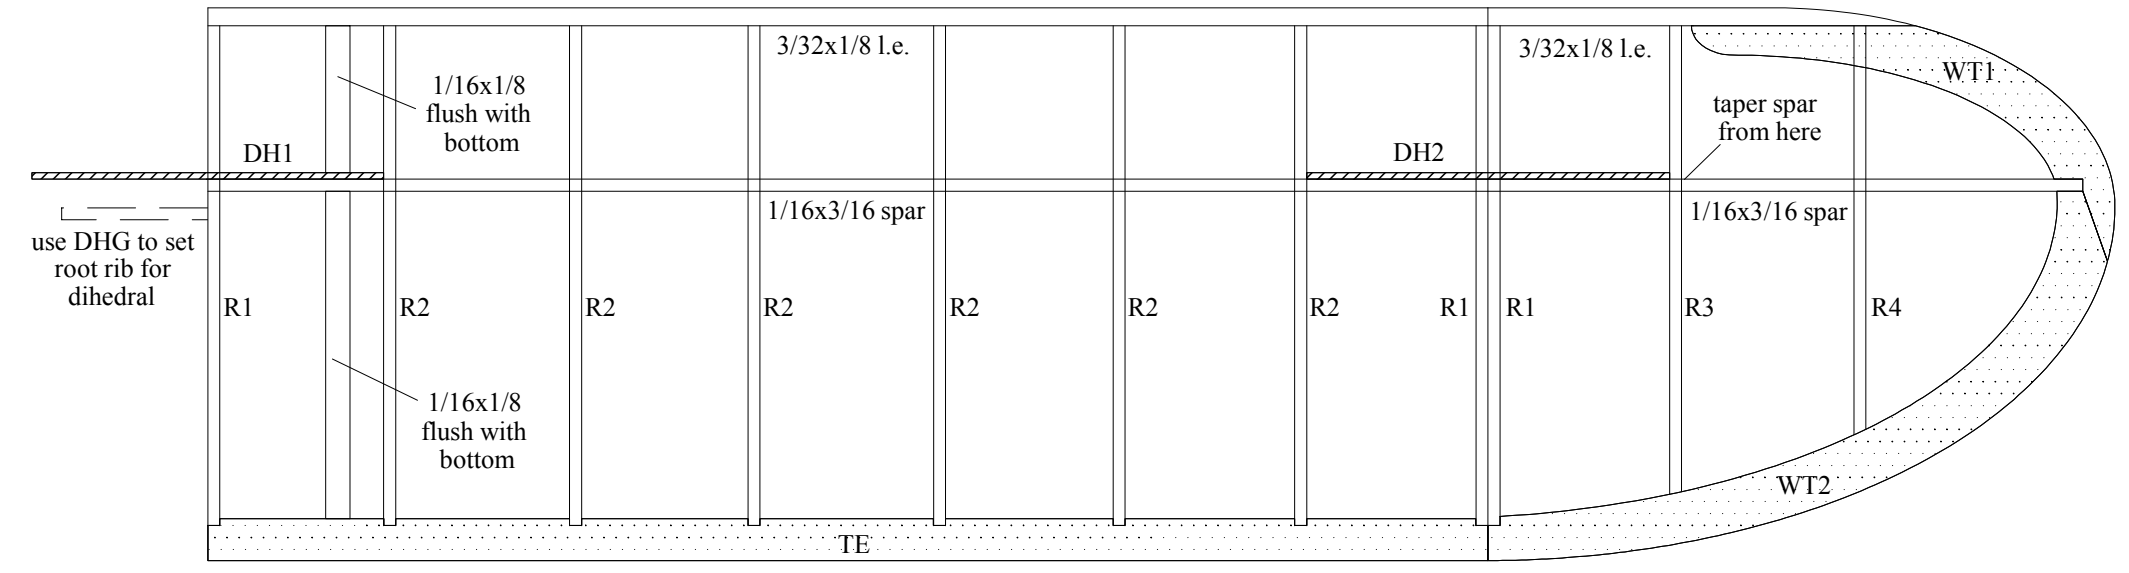 3/32x1/8 l.e.
3/32x1/8 l.e.
WT1
1/16x1/8
flush with
bottom
taper spar
from here
DH1
DH2
1/16x3/16 spar
1/16x3/16 spar
use DHG to set
root rib for
dihedral
R1
R2
R2
R2
R2
R2
R2
R1
R1
R3
R4
1/16x1/8
flush with
bottom
WT2
TE